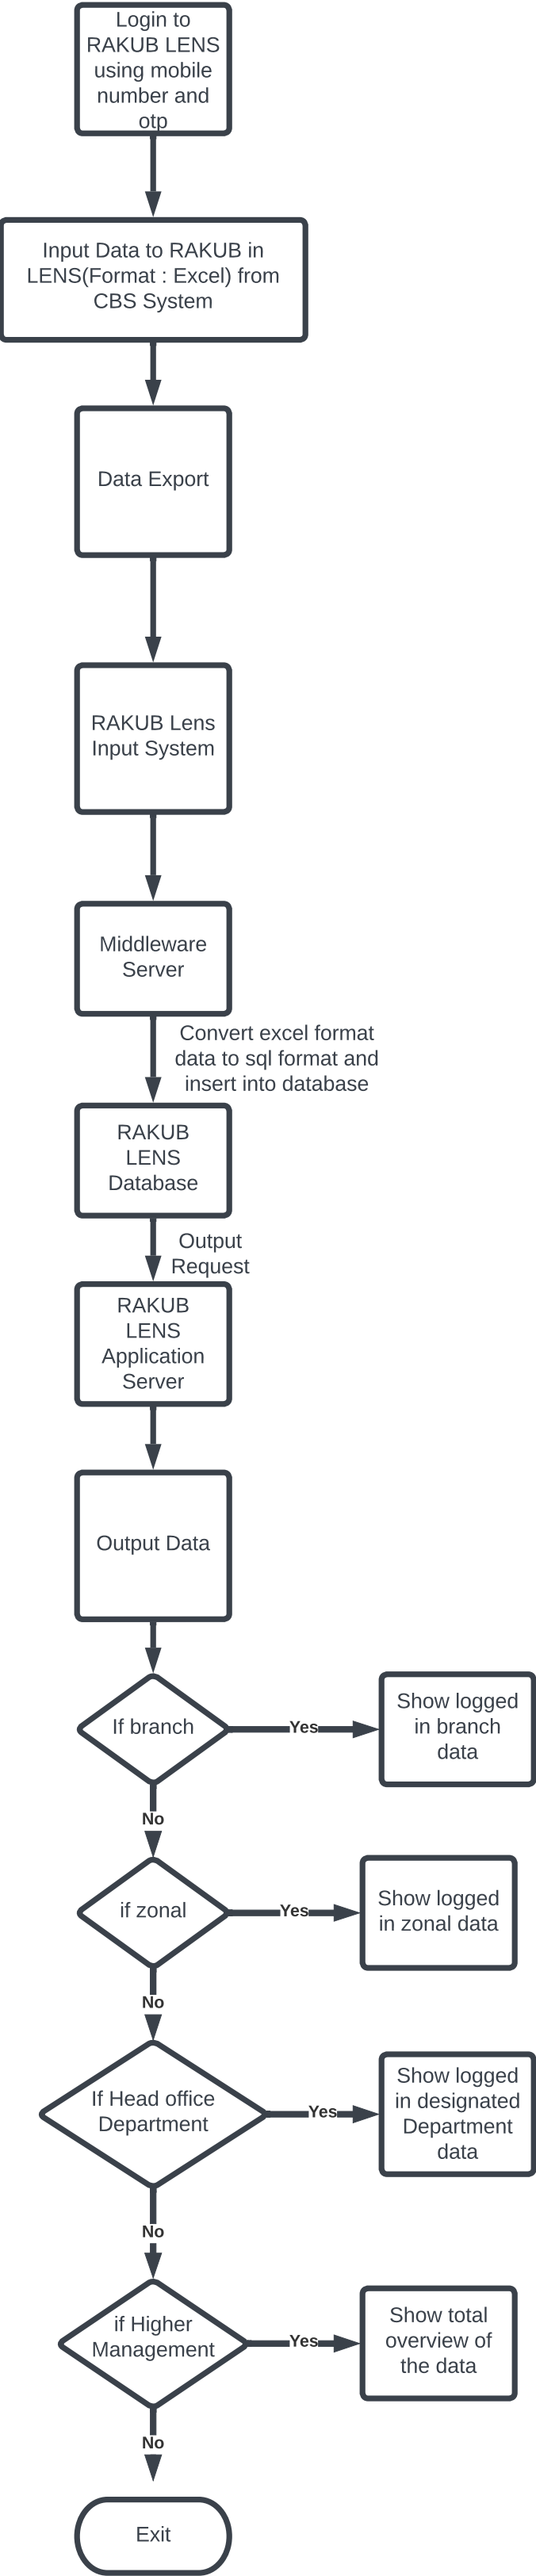 Login to
RAKUB LENS
using mobile
number and
otp
Input Data to RAKUB in
LENS(Format : Excel) from
CBS System
Data Export
RAKUB Lens
Input System
Middleware
Server
Convert excel format
data to sql format and
insert into database
RAKUB
LENS
Database
Output
Request
RAKUB
LENS
Application
Server
Output Data
If branch
Yes
Show logged
in branch
data
No
if zonal
Yes
Show logged
in zonal data
No
If Head office
Department
Yes
Show logged
in designated
Department
data
No
if Higher
Management
Yes
Show total
overview of
the data
No
Exit